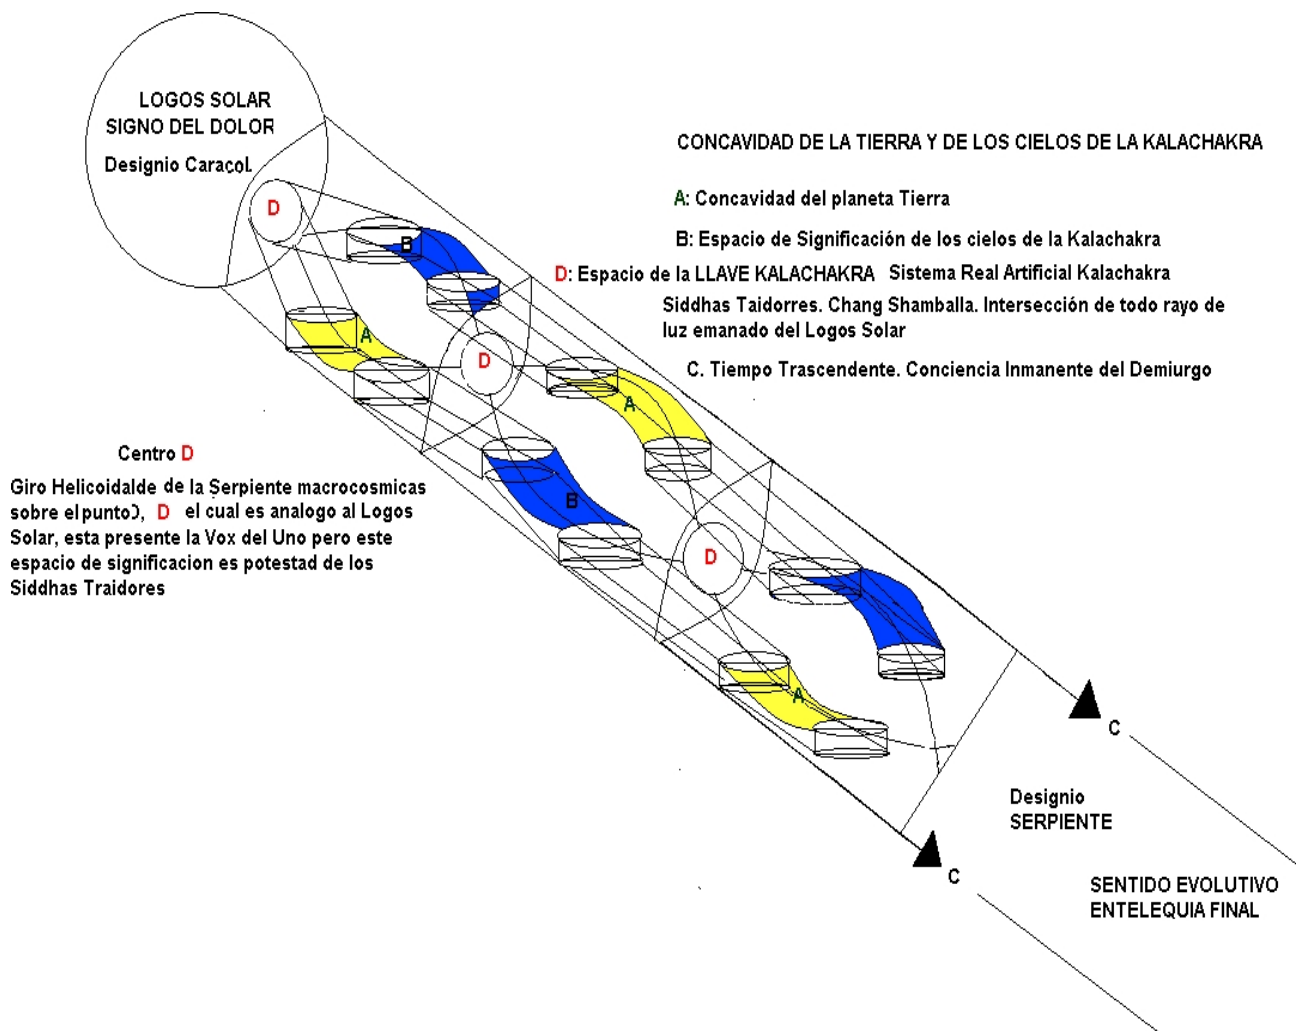 LOGOS SOLAR
SIGNO DEL DOLOR
Designio Caracol.
D
B
A
D
A
B
D
A
CONCAVIDAD DE LA TIERRA Y DE LOS CIELOS DE LA KALACHAKRA
A: Concavidad del planeta Tierra
B: Espacio de Significación de los cielos de la Kalachakra
D: Espacio de la LLAVE KALACHAKRA Sistema Real Artificial Kalachakra
Siddhas Taidorres. Chang Shamballa. Intersección de todo rayo de
luz emanado del Logos Solar
C. Tiempo Trascendente. Conciencia Inmanente del Demiurgo
Centro D
Giro Helicoidalde de la Serpiente macrocosmicas
sobre el punto), D el cual es analogo al Logos
Solar, esta presente la Vox del Uno pero este
espacio de significacion es potestad de los
Siddhas Traidores
C
C
Designio
SERPIENTE
SENTIDO EVOLUTIVO
ENTELEQUIA FINAL